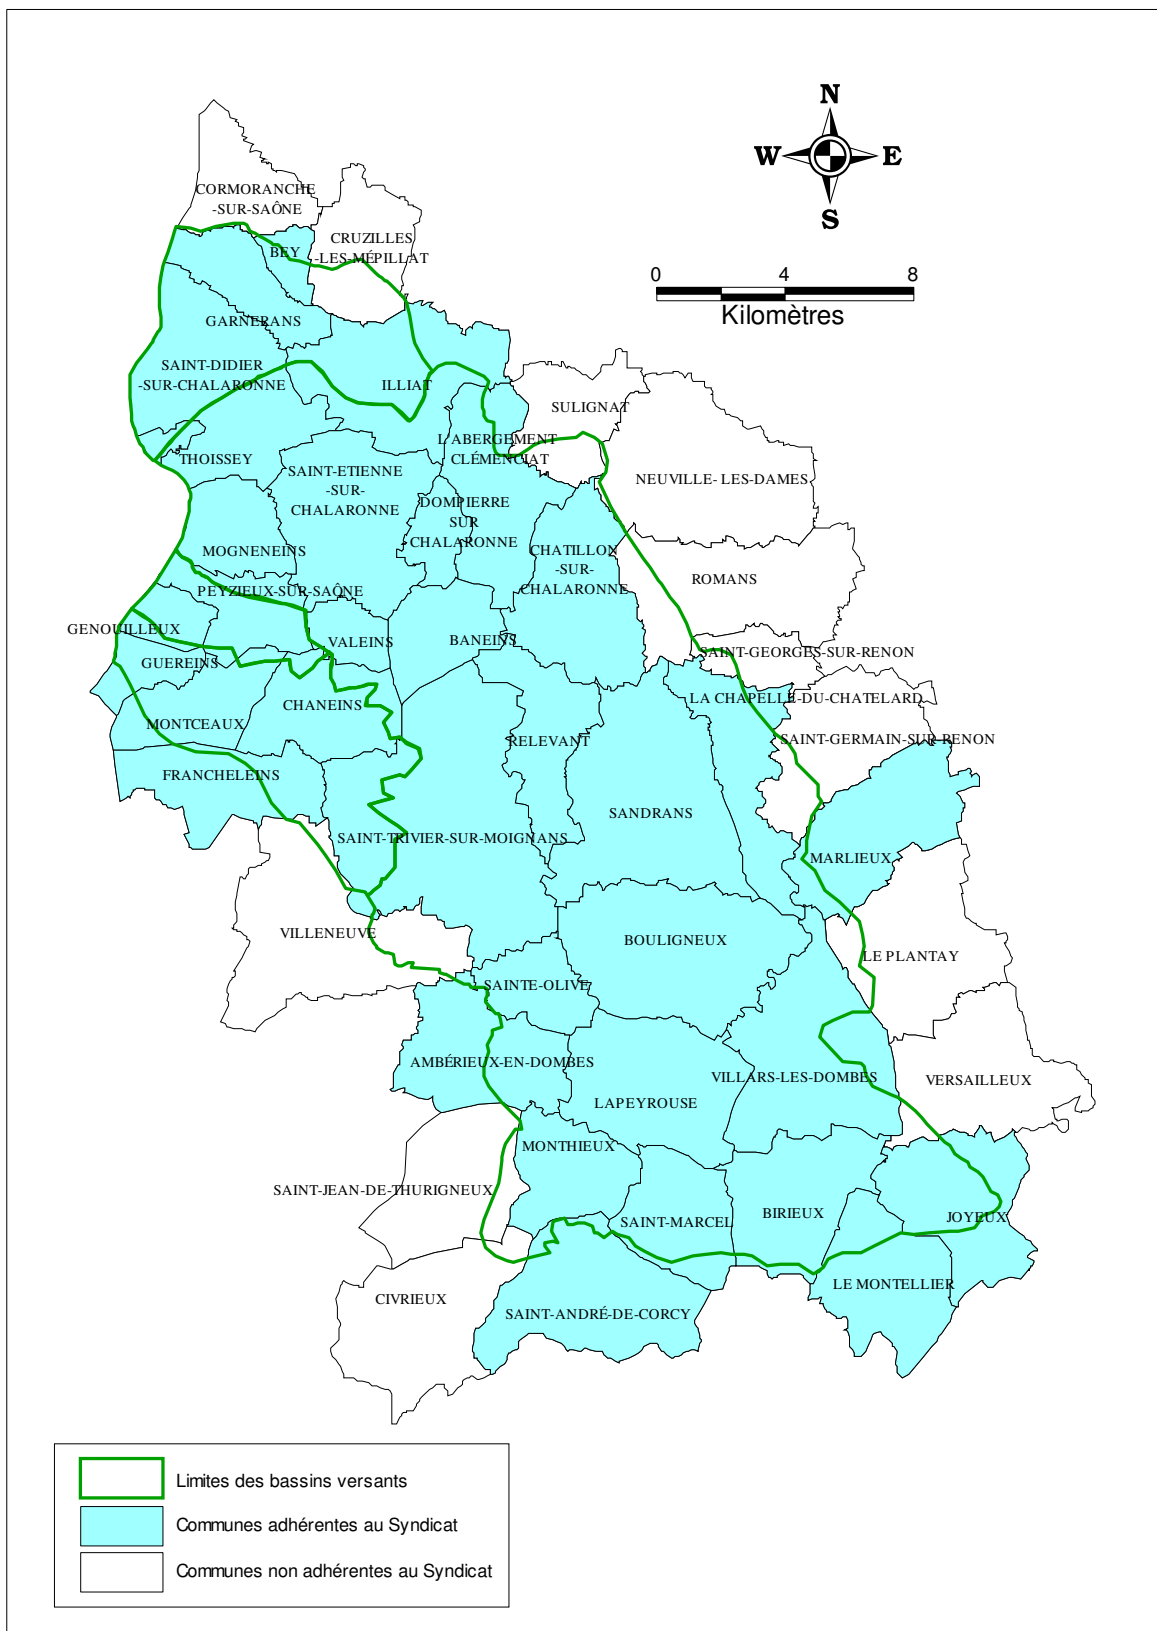 N
W
E
S
0 4 8
Kilomètres
CORMORANCHE
-SUR-SAÔNE
CRUZILLES
-LES-MÉPILLAT
BEY
GARNERANS
SAINT-DIDIER
-SUR-CHALARONNE
ILLIAT
SULIGNAT
L'ABERGEMENT
CLÉMENCIAT
THOISSEY
SAINT-ETIENNE
-SUR-
CHALARONNE
NEUVILLE- LES-DAMES
DOMPIERRE
SUR
CHALARONNE
MOGNENEINS
CHATILLON
-SUR-
CHALARONNE
ROMANS
PEYZIEUX-SUR-SAÔNE
GENOUILLEUX
VALEINS
BANEINS
SAINT-GEORGES-SUR-RENON
GUEREINS
LA CHAPELLE-DU-CHATELARD
CHANEINS
MONTCEAUX
RELEVANT
SAINT-GERMAIN-SUR-RENON
FRANCHELEINS
SANDRANS
SAINT-TRIVIER-SUR-MOIGNANS
MARLIEUX
VILLENEUVE
BOULIGNEUX
LE PLANTAY
SAINTE-OLIVE
AMBÉRIEUX-EN-DOMBES
VILLARS-LES-DOMBES
VERSAILLEUX
LAPEYROUSE
MONTHIEUX
SAINT-JEAN-DE-THURIGNEUX
SAINT-MARCEL
BIRIEUX
JOYEUX
LE MONTELLIER
CIVRIEUX
SAINT-ANDRÉ-DE-CORCY
Limites des bassins versants
Communes adhérentes au Syndicat
Communes non adhérentes au Syndicat